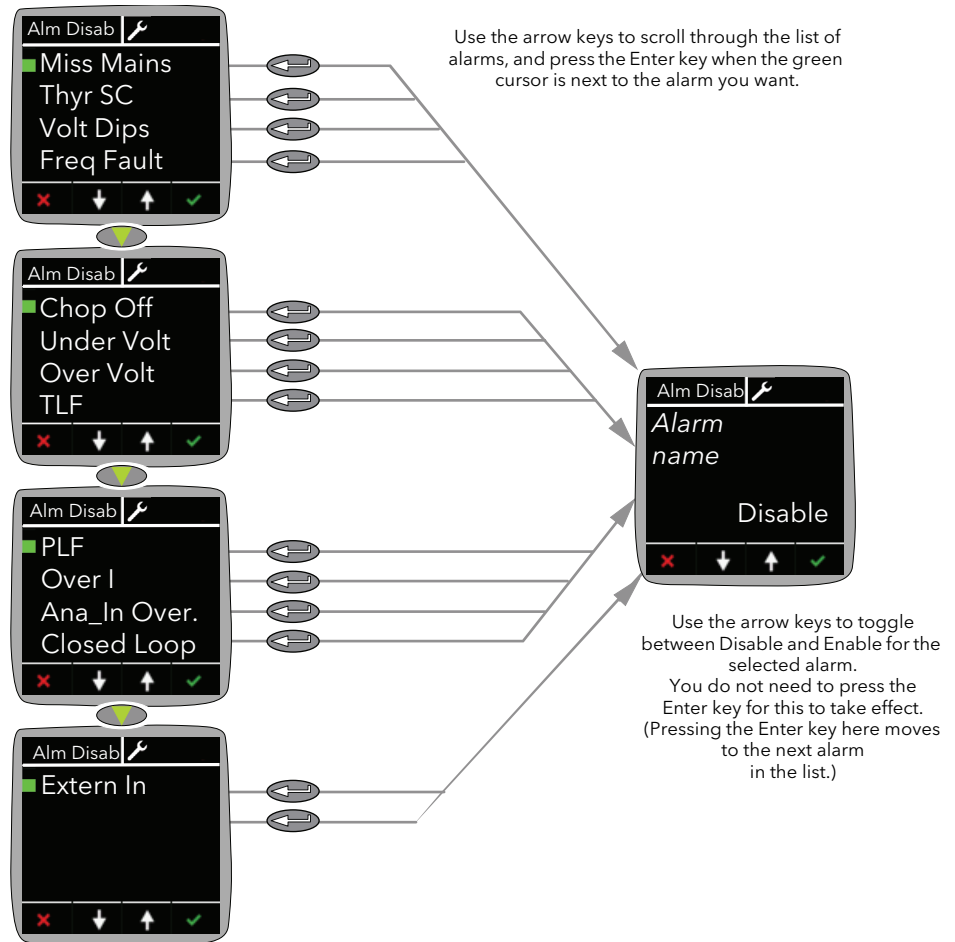 Alm Disab
Miss Mains
Thyr SC
Volt Dips
Freq Fault
Use the arrow keys to scroll through the list of
alarms, and press the Enter key when the green
cursor is next to the alarm you want.
Alm Disab
Chop Off
Under Volt
Over Volt
TLF
Alm Disab
PLF
Over I
Ana_In Over.
Closed Loop
Alm Disab
Extern In
Alm Disab
Alarm
name
Disable
Use the arrow keys to toggle
between Disable and Enable for the
selected alarm.
You do not need to press the
Enter key for this to take effect.
(Pressing the Enter key here moves
to the next alarm
in the list.)